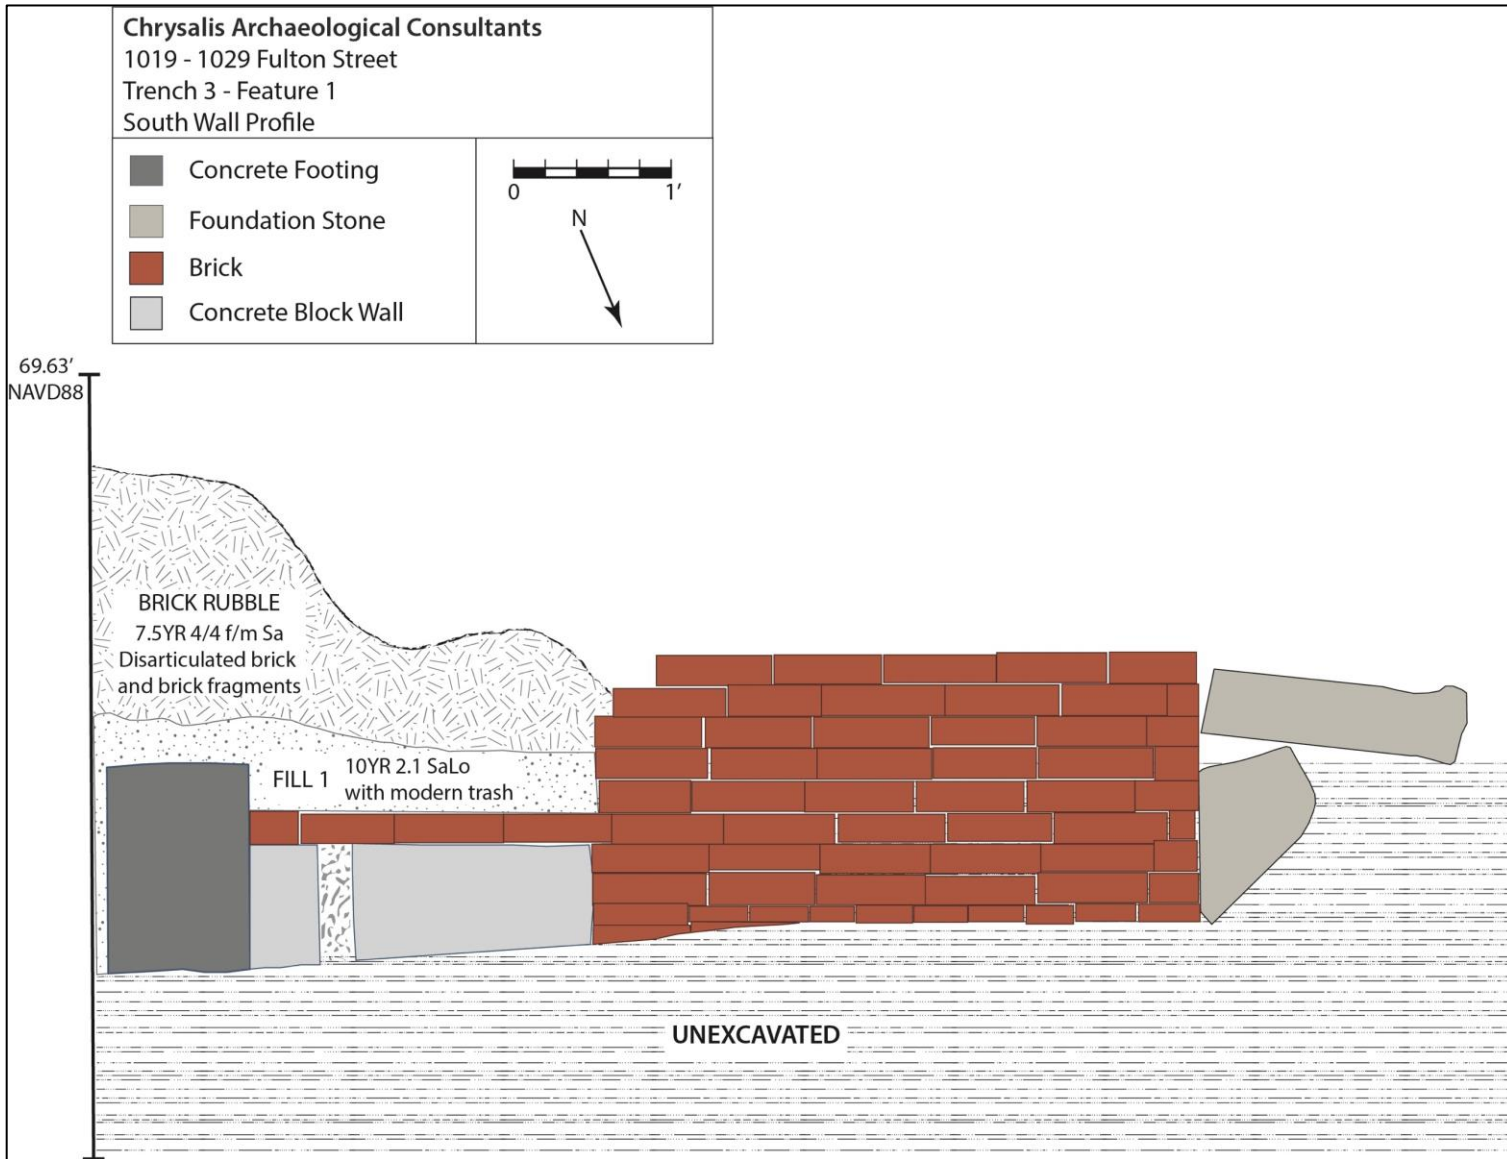 Chrysalis Archaeological Consultants
1019 - 1029 Fulton Street
Trench 3 - Feature 1
South Wall Profile
Concrete Footing
Foundation Stone
Brick
Concrete Block Wall
0 1'
N
69.63'
NAVD88
BRICK RUBBLE
7.5YR 4/4 f/m Sa
Disarticulated brick
and brick fragments
FILL 1
10YR 2.1 SaLo
with modern trash
UNEXCAVATED